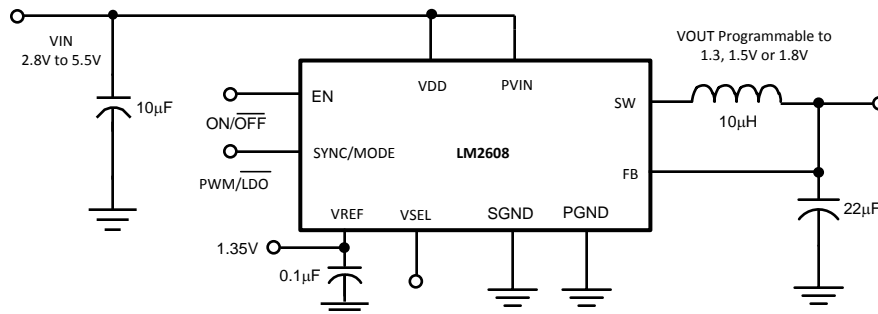 VIN
2.8V to 5.5V
VOUT Programmable to
1.3, 1.5V or 1.8V
10μF
VDD
PVIN
EN
ON/OFF
SW
10μH
SYNC/MODE
LM2608
PWM/LDO
FB
22μF
VREF
VSEL
SGND
PGND
1.35V
0.1μF